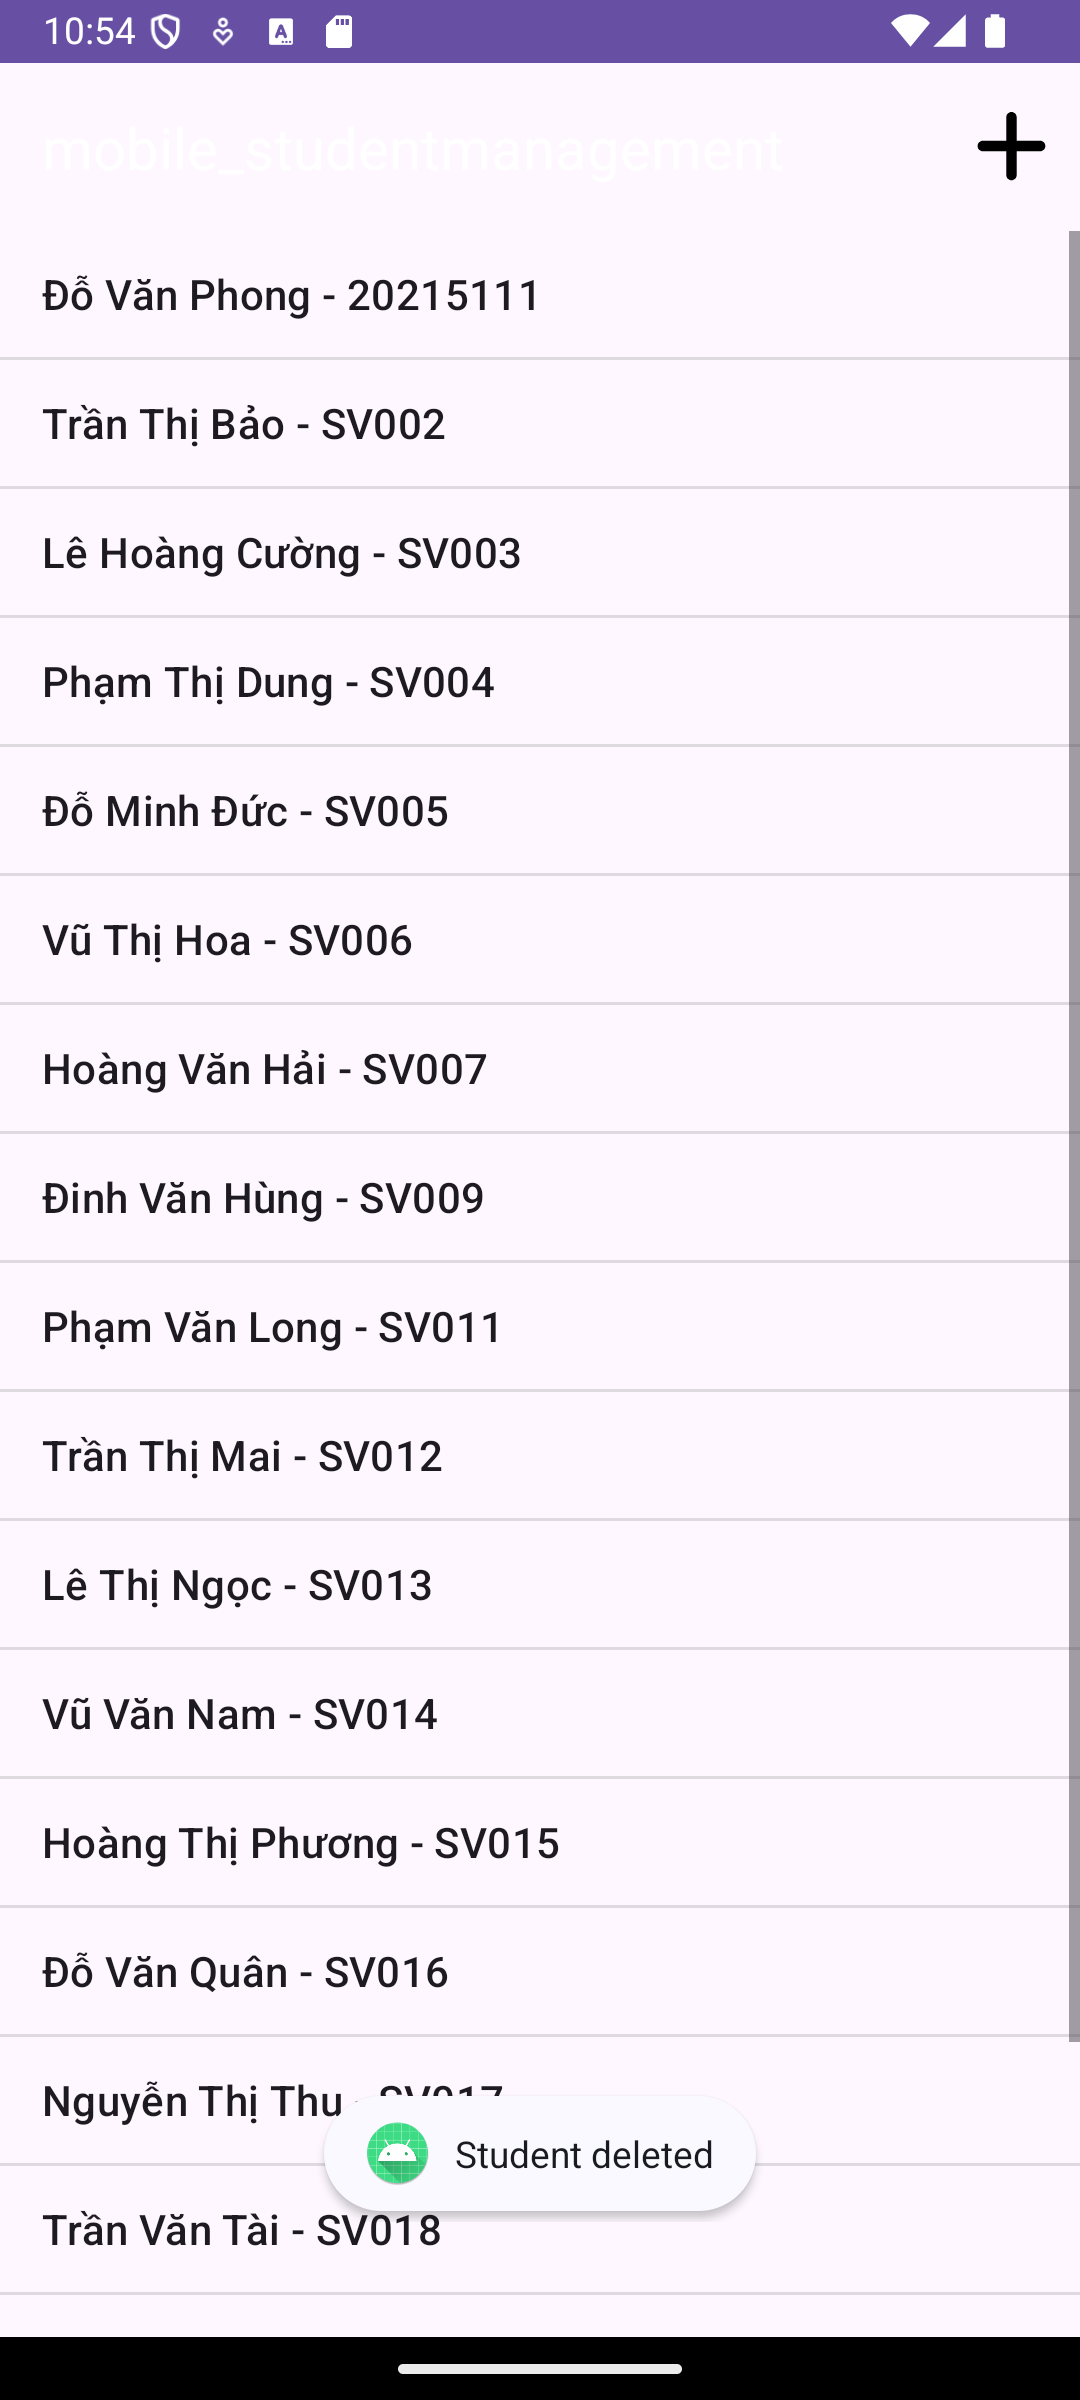 10:54
mobile_studentmanagement
Đỗ Văn Phong - 20215111
Trần Thị Bảo - SV002
Lê Hoàng Cường - SV003
Phạm Thị Dung - SV004
Đỗ Minh Đức - SV005
Vũ Thị Hoa - SV006
Hoàng Văn Hải - SV007
Đinh Văn Hùng - SV009
Phạm Văn Long - SV011
Trần Thị Mai - SV012
Lê Thị Ngọc - SV013
Vũ Văn Nam - SV014
Hoàng Thị Phương - SV015
Đỗ Văn Quân - SV016
Nguyễn Thị Thu - SV017
Student deleted
Trần Văn Tài - SV018